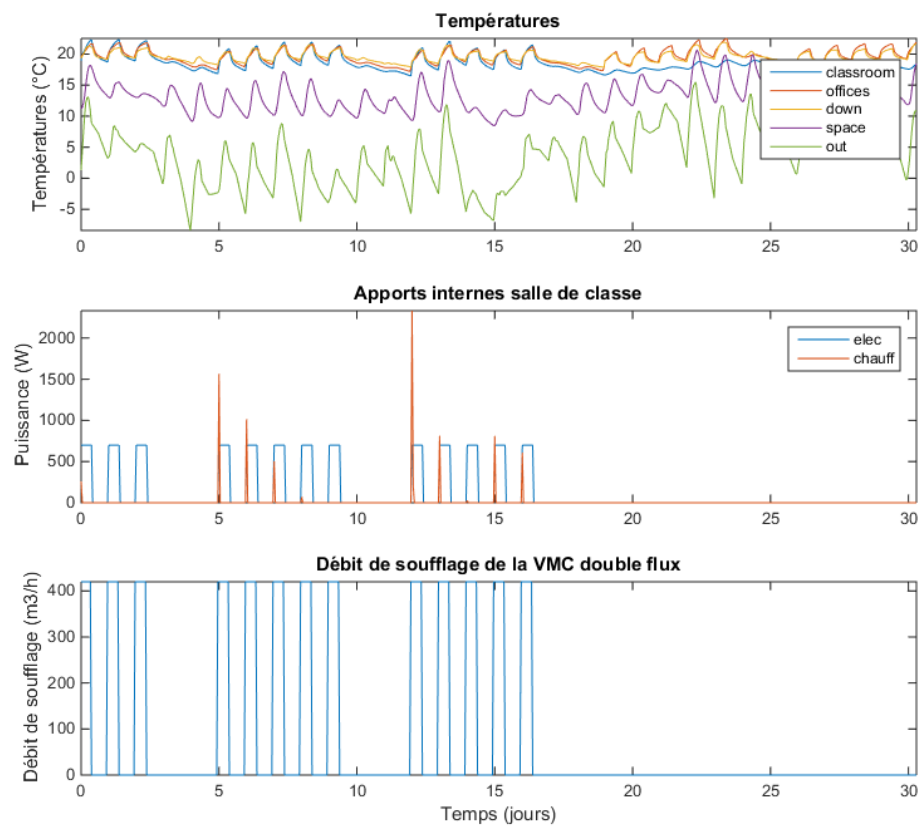 Températures
Températures (°C)
20
15
10
5
0
-5
classroom
offices
down
space
out
0 5 10 15 20 25 30
Apports internes salle de classe
Puissance (W)
2000
1500
1000
500
0
elec
chauff
0 5 10 15 20 25 30
Débit de soufflage de la VMC double flux
Débit de soufflage (m3/h)
400
300
200
100
0
0 5 10 15 20 25 30
Temps (jours)